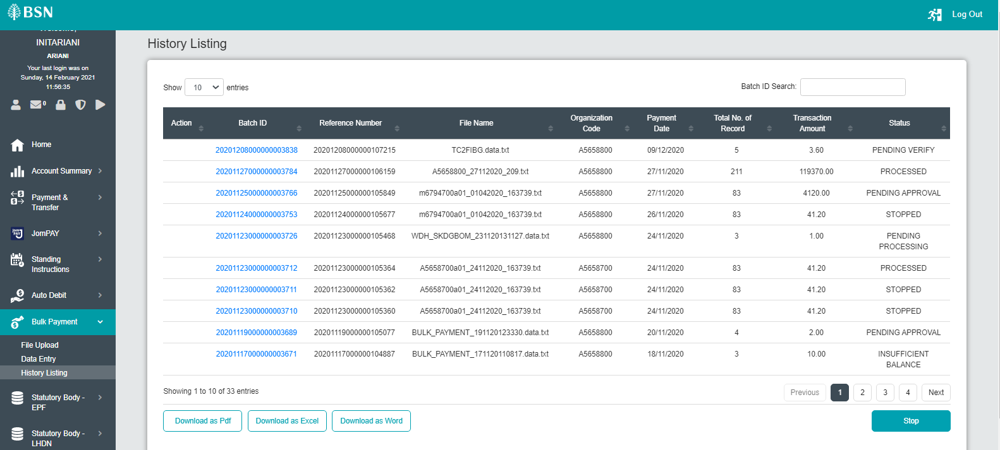 BSN
Log Out
Welcome,
INITARIANI
ARIANI
Your last login was on
Sunday, 14 February 2021
11:56:35
0
Home
Account Summary
Payment &
Transfer
JomPAY
Standing
Instructions
Auto Debit
Bulk Payment
File Upload
Data Entry
History Listing
Statutory Body -
EPF
Statutory Body -
LHDN
History Listing
Show 10 entries
Batch ID Search:
Action Batch ID Reference Number File Name Organization Code Payment Date Total No. of Record Transaction Amount Status
20201208000000003838 20201208000000107215 TC2FIBG.data.txt A5658800 09/12/2020 5 3.60 PENDING VERIFY
20201127000000003784 20201127000000106159 A5658800_27112020_209.txt A5658800 27/11/2020 211 119370.00 PROCESSED
20201125000000003766 20201125000000105849 m6794700a01_01042020_163739.txt A5658800 27/11/2020 83 4120.00 PENDING APPROVAL
20201124000000003753 20201124000000105677 m6794700a01_01042020_163739.txt A5658800 26/11/2020 83 41.20 STOPPED
20201123000000003726 20201123000000105468 WDH_SKDGBOM_231120131127.data.txt A5658800 24/11/2020 3 1.00 PENDING PROCESSING
20201123000000003712 20201123000000105364 A5658700a01_24112020_163739.txt A5658700 24/11/2020 83 41.20 PROCESSED
20201123000000003711 20201123000000105362 A5658700a01_24112020_163739.txt A5658700 24/11/2020 83 41.20 STOPPED
20201123000000003710 20201123000000105360 A5658700a01_24112020_163739.txt A5658700 24/11/2020 83 41.20 STOPPED
20201119000000003689 20201119000000105077 BULK_PAYMENT_191120123330.data.txt A5658800 20/11/2020 4 2.00 PENDING APPROVAL
20201117000000003671 20201117000000104887 BULK_PAYMENT_171120110817.data.txt A5658800 18/11/2020 3 10.00 INSUFFICIENT BALANCE
Showing 1 to 10 of 33 entries
Previous 1 2 3 4 Next
Download as Pdf Download as Excel Download as Word Stop